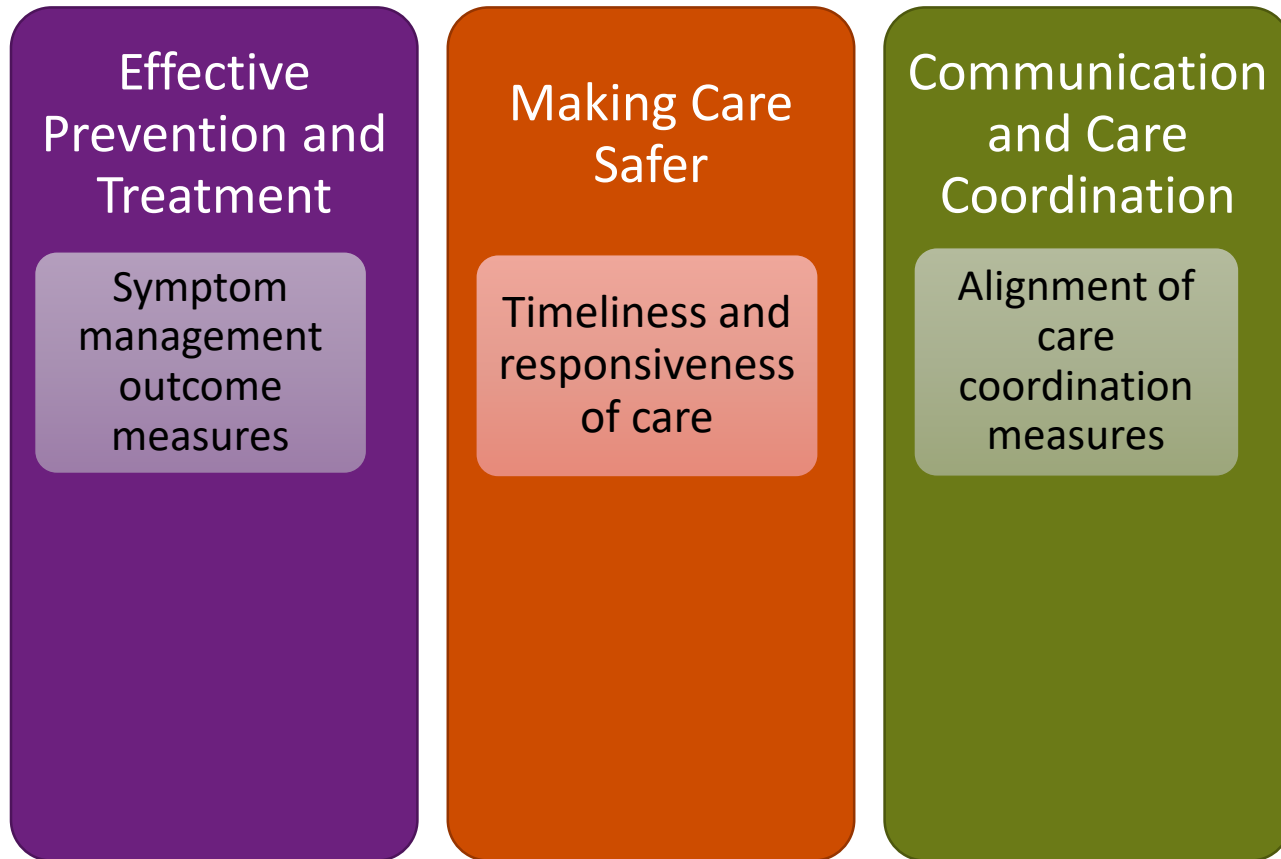 Effective
Prevention and
Treatment
Symptom
management
outcome
measures
Making Care
Safer
Timeliness and
responsiveness
of care
Communication
and Care
Coordination
Alignment of
care
coordination
measures